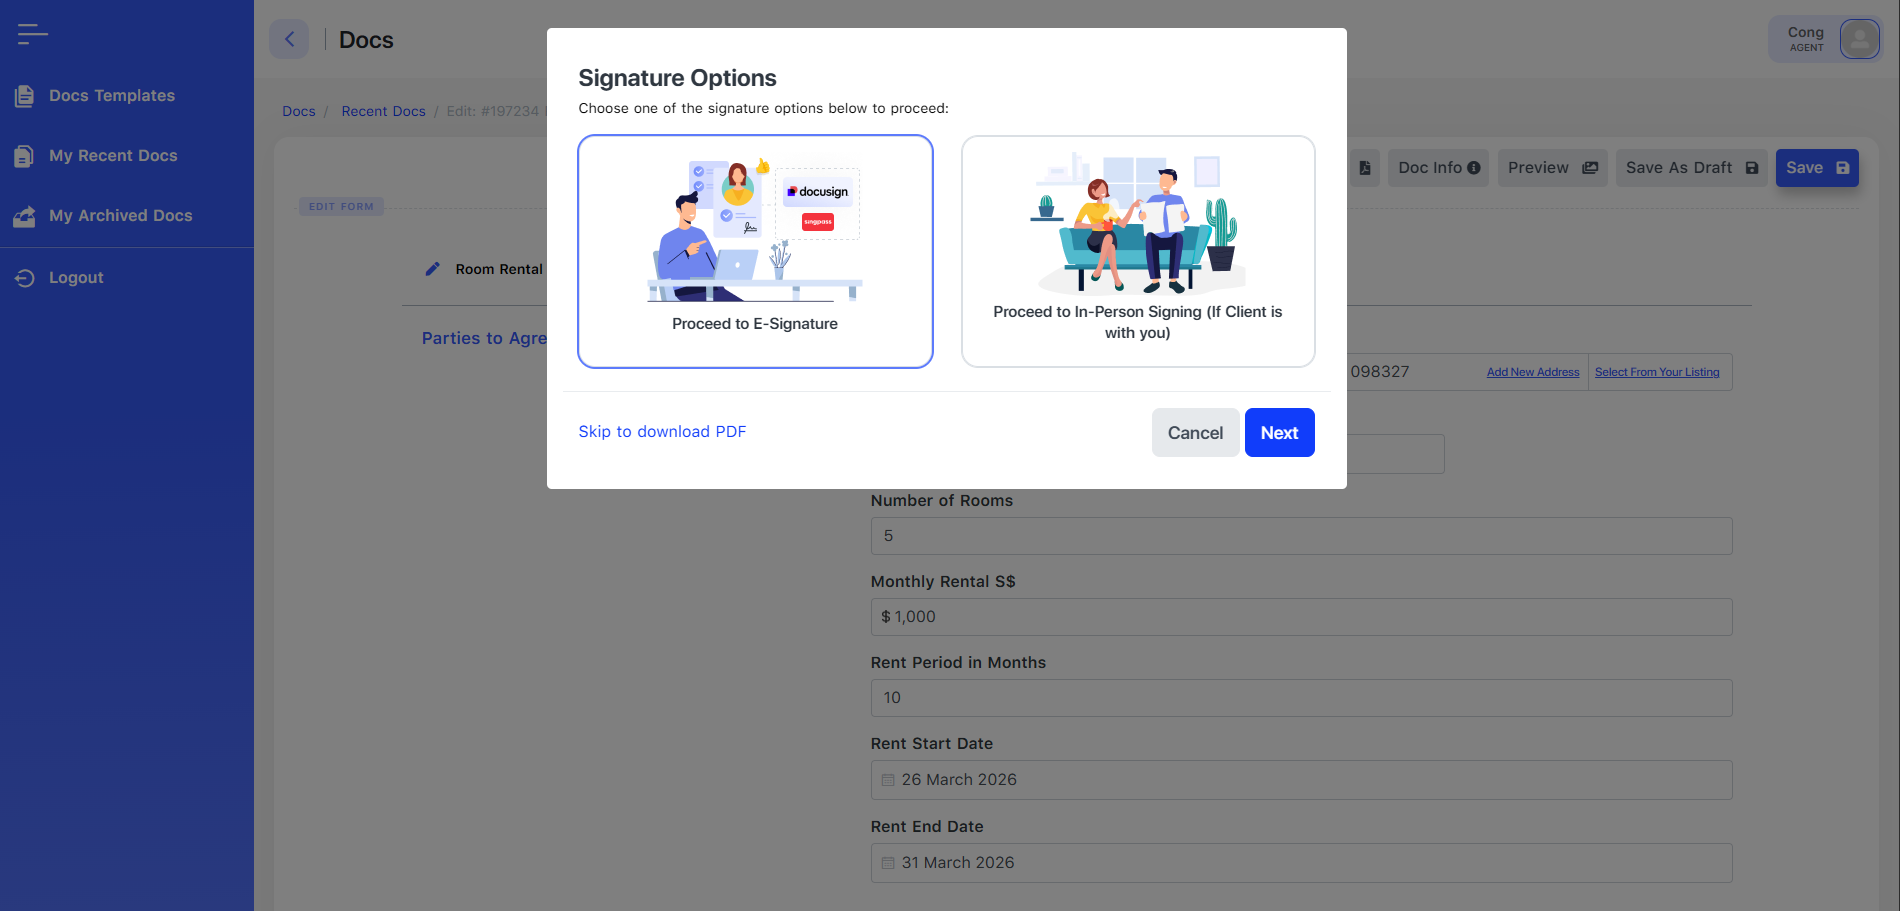 Docs
Cong
AGENT
Docs Templates
My Recent Docs
My Archived Docs
Logout
Docs / Recent Docs / Edit: #197234
Doc Info
Preview
Save As Draft
Save
EDIT FORM
Room Rental
Parties to Agre
098327
Add New Address
Select From Your Listing
Signature Options
Choose one of the signature options below to proceed:
docusign
singpass
Proceed to E-Signature
Proceed to In-Person Signing (If Client is
with you)
Skip to download PDF
Cancel
Next
Number of Rooms
5
Monthly Rental S$
$ 1,000
Rent Period in Months
10
Rent Start Date
26 March 2026
Rent End Date
31 March 2026